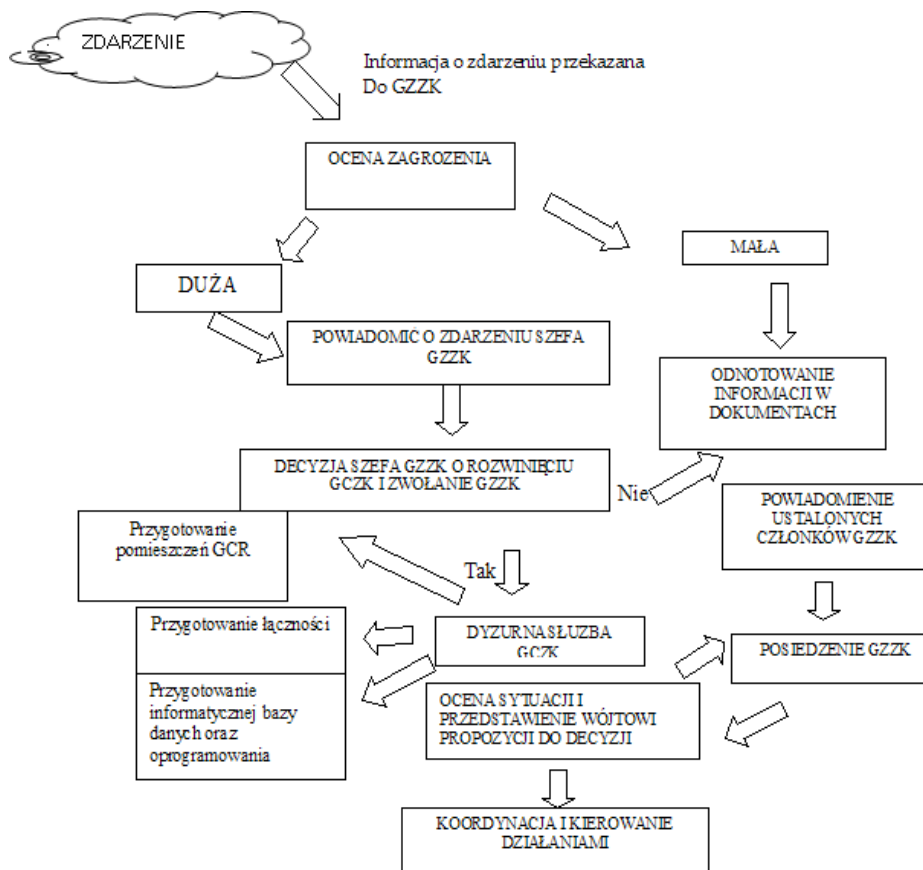 ZDARZENIE
Informacja o zdarzeniu przekazana
Do GZZK
OCENA ZAGROZENIA
MAŁA
DUŻA
POWIADOMIĆ O ZDARZENIU SZEFA
GZZK
ODNOTOWANIE
INFORMACJI W
DOKUMENTACH
DECYZJA SZEFA GZZK O ROZWINIĘCIU
GCZK I ZWOŁANIE GZZK
Nie
POWIADOMIENIE
USTALONYCH
CZŁONKÓW GZZK
Przygotowanie
pomieszczeń GCR
Tak
Przygotowanie łączności
DYZURNA SŁUZBA
GCZK
POSIEDZENIE GZZK
Przygotowanie
informatycznej bazy
danych oraz
oprogramowania
OCENA SYTUACJI I
PRZEDSTAWIENIE WÓJTOWI
PROPOZYCJI DO DECYZJI
KOORDYNACJA I KIEROWANIE
DZIAŁANIAMI